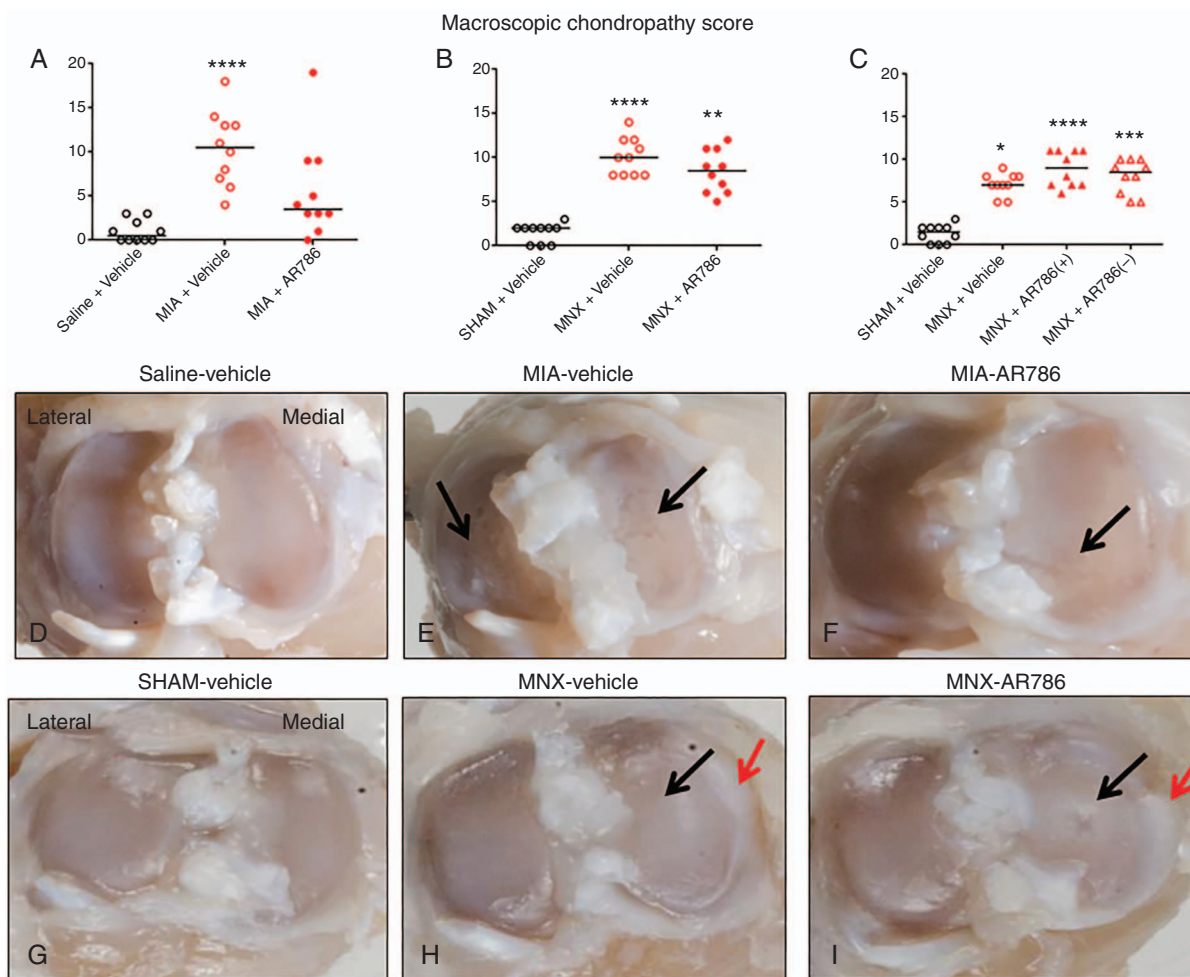 Macroscopic chondropathy score
A
20
15
10
5
0
****
Saline + Vehicle
MIA + Vehicle
MIA + AR786
B
20
15
10
5
0
****
**
SHAM + Vehicle
MNX + Vehicle
MNX + AR786
C
20
15
10
5
0
*
****
***
SHAM + Vehicle
MNX + Vehicle
MNX + AR786(+)
MNX + AR786(−)
Saline-vehicle
MIA-vehicle
MIA-AR786
Lateral
Medial
D
E
F
SHAM-vehicle
MNX-vehicle
MNX-AR786
Lateral
Medial
G
H
I